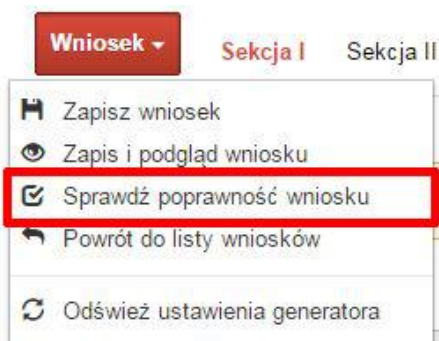 Wniosek Sekcja I Sekcja II
Zapisz wniosek
Zapis i podgląd wniosku
Sprawdź poprawność wniosku
Powrót do listy wniosków
Odśwież ustawienia generatora